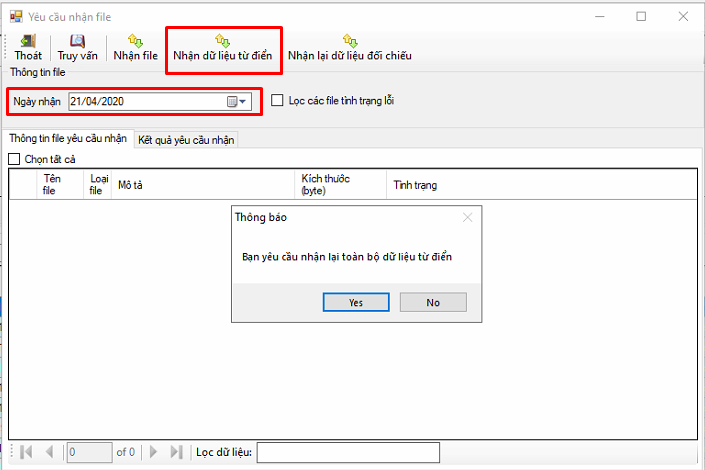 Yêu cầu nhận file
Thoát Truy vấn Nhận file Nhận dữ liệu từ điển Nhận lại dữ liệu đối chiếu
Thông tin file
Ngày nhận 21/04/2020 Lọc các file tình trạng lỗi
Thông tin file yêu cầu nhận Kết quả yêu cầu nhận
Chọn tất cả
Tên file Loại file Mô tả Kích thước (byte) Tình trạng
Thông báo
Bạn yêu cầu nhận lại toàn bộ dữ liệu từ điển
Yes No
0 of 0 Lọc dữ liệu: